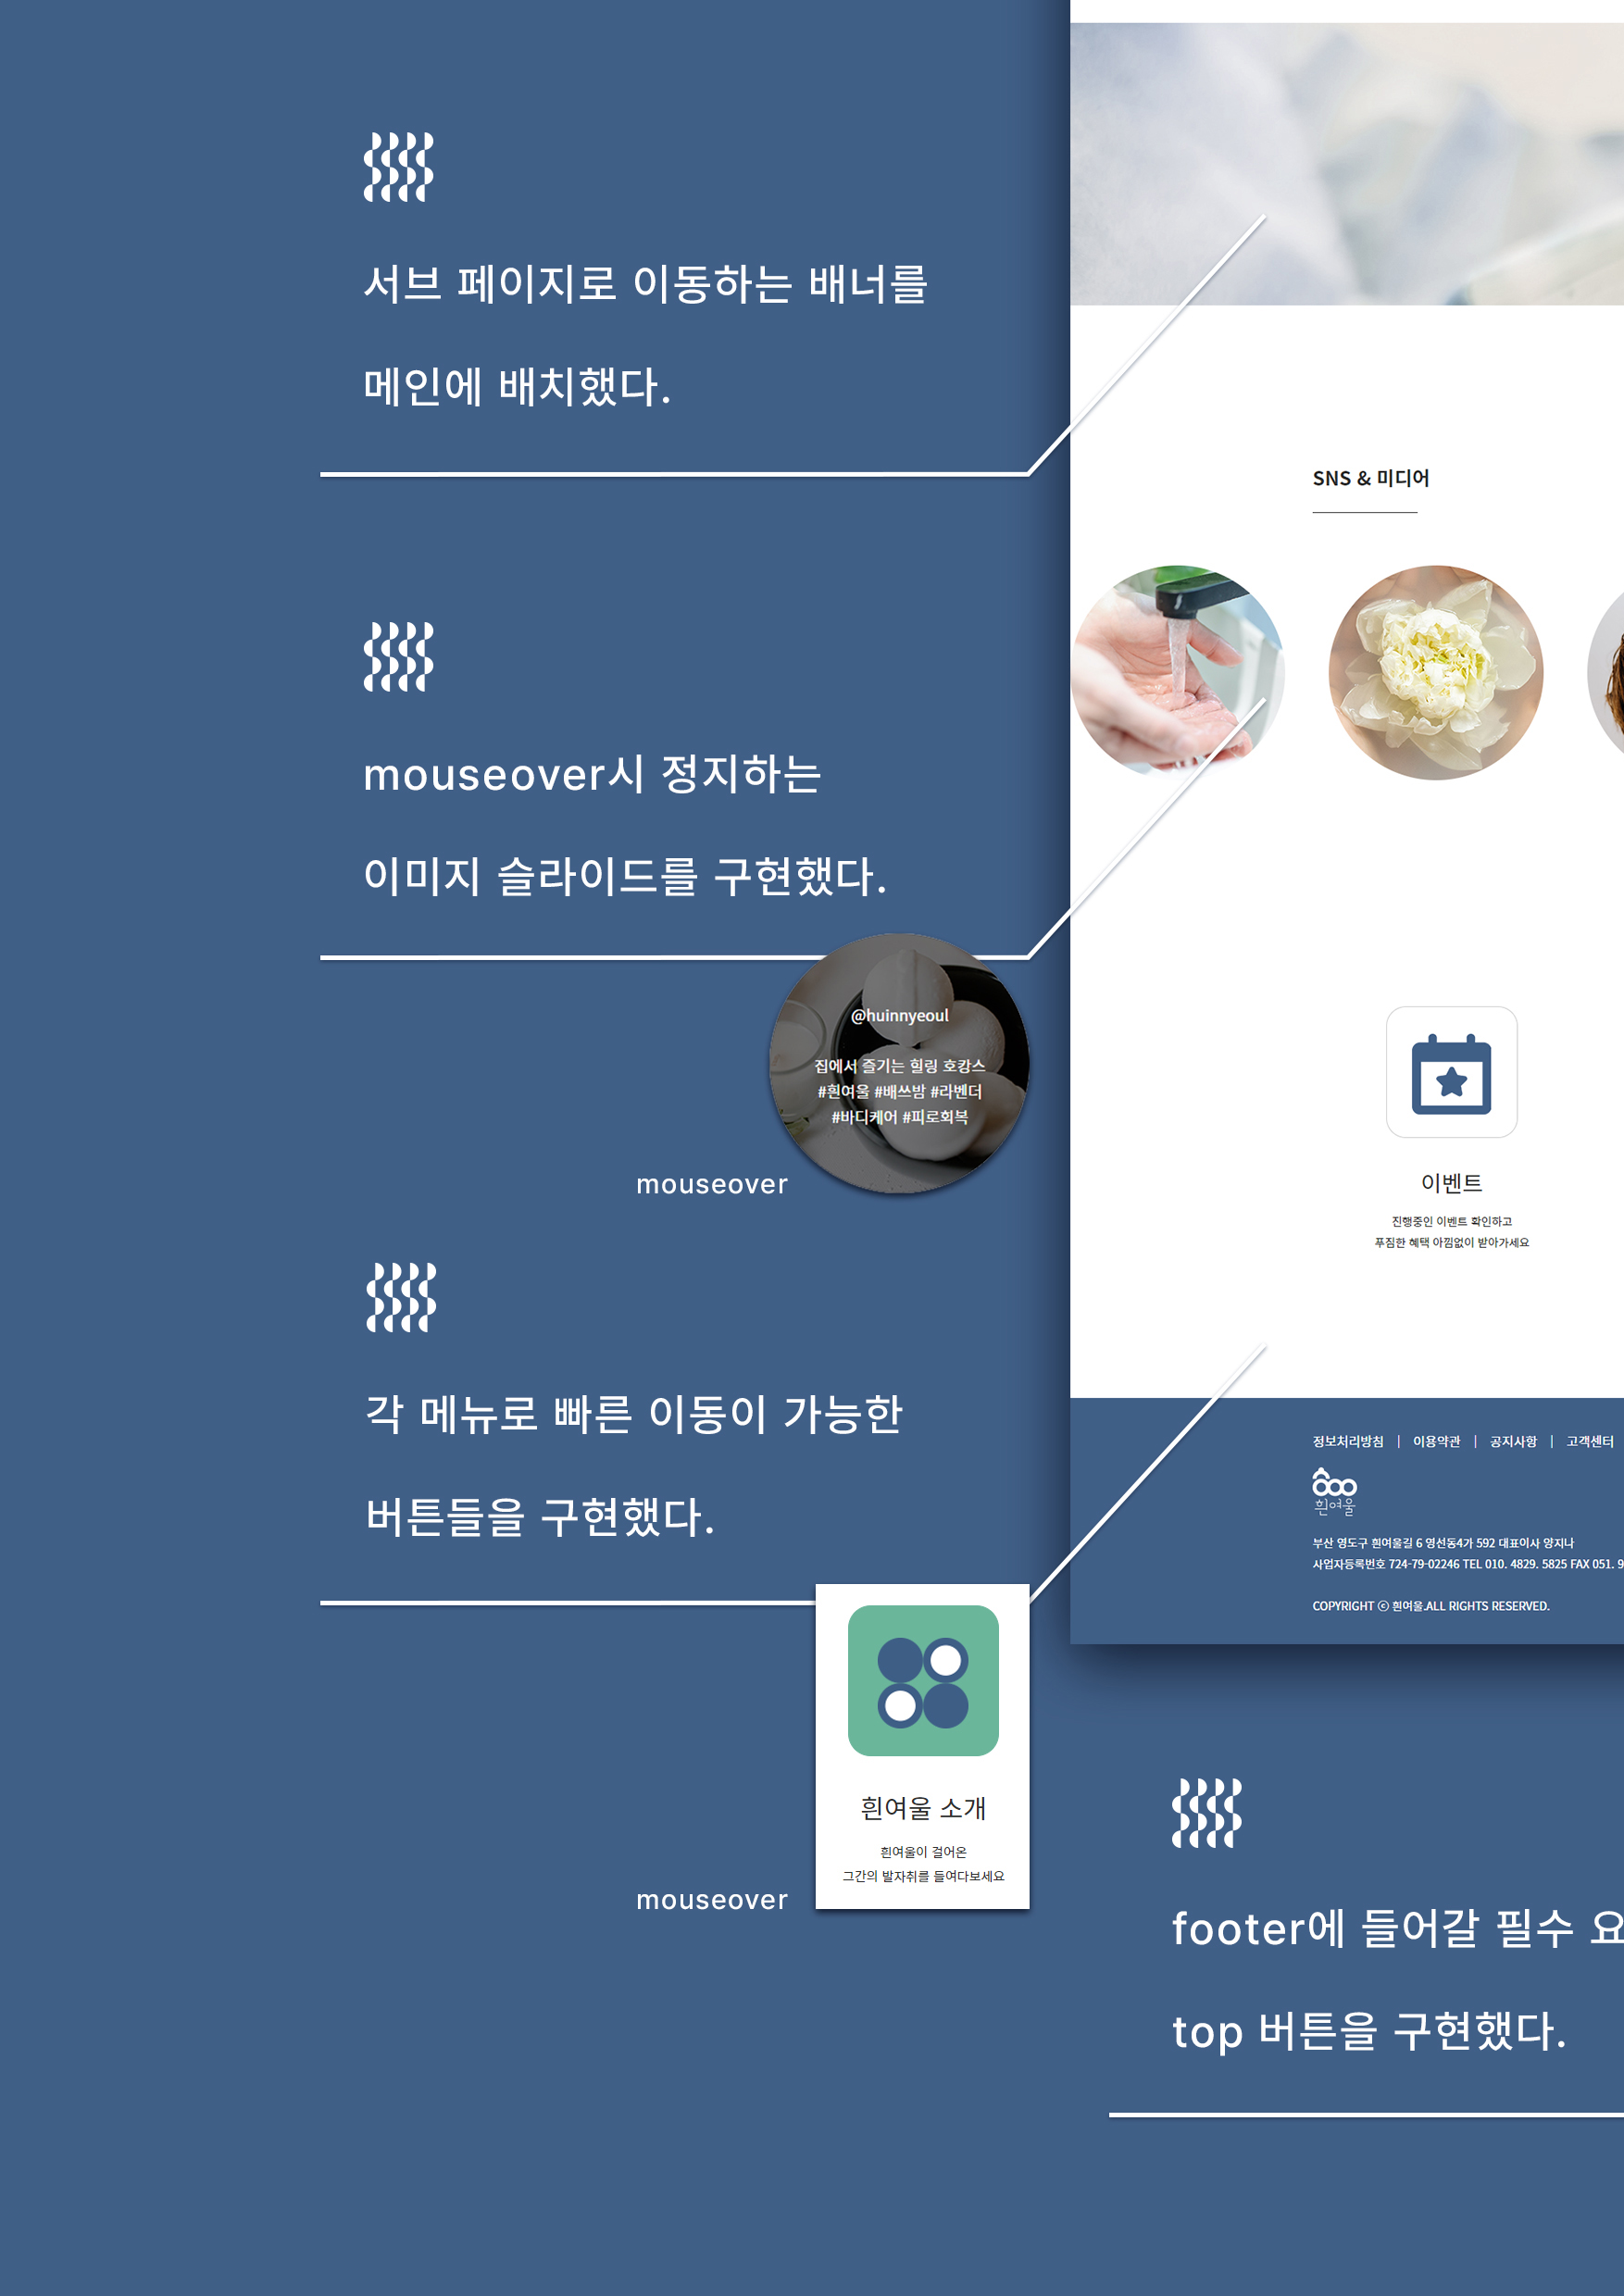 서브 페이지로 이동하는 배너를
메인에 배치했다.
SNS & 미디어
mouseover시 정지하는
이미지 슬라이드를 구현했다.
@huinnyeoul
집에서 즐기는 힐링 호캉스
#흰여울 #배쓰밤 #라벤더
#바디케어 #피로회복
mouseover
이벤트
진행중인 이벤트 확인하고
푸짐한 혜택 아낌없이 받아가세요
각 메뉴로 빠른 이동이 가능한
버튼들을 구현했다.
정보처리방침 | 이용약관 | 공지사항 | 고객센터
흰여울
부산 영도구 흰여울길 6 영선동4가 592 대표이사 양지나
사업자등록번호 724-79-02246 TEL 010. 4829. 5825 FAX 051. 9
COPYRIGHT ⓒ 흰여울.ALL RIGHTS RESERVED.
흰여울 소개
흰여울이 걸어온
그간의 발자취를 들여다보세요
mouseover
footer에 들어갈 필수 요
top 버튼을 구현했다.